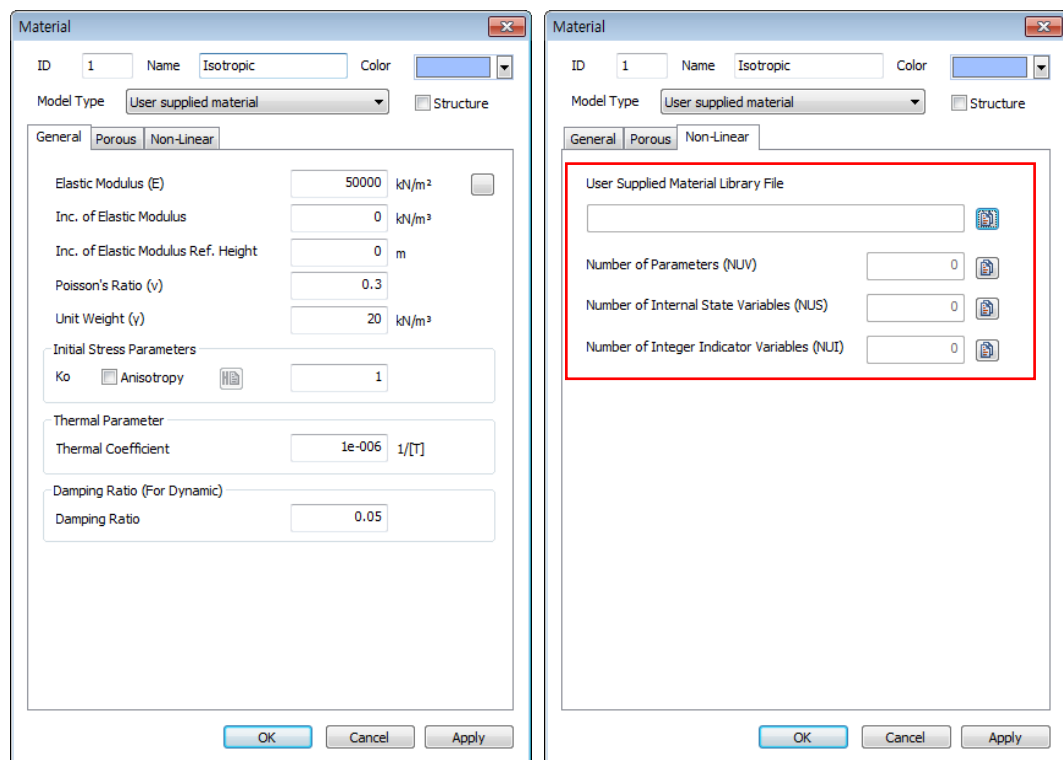 Material
ID 1 Name Isotropic Color
Model Type User supplied material Structure
General Porous Non-Linear
Elastic Modulus (E) 50000 kN/m²
Inc. of Elastic Modulus 0 kN/m³
Inc. of Elastic Modulus Ref. Height 0 m
Poisson's Ratio (ν) 0.3
Unit Weight (γ) 20 kN/m³
Initial Stress Parameters
Ko Anisotropy 1
Thermal Parameter
Thermal Coefficient 1e-006 1/[T]
Damping Ratio (For Dynamic)
Damping Ratio 0.05
OK Cancel Apply
Material
ID 1 Name Isotropic Color
Model Type User supplied material Structure
General Porous Non-Linear
User Supplied Material Library File
Number of Parameters (NUV) 0
Number of Internal State Variables (NUS) 0
Number of Integer Indicator Variables (NUI) 0
OK Cancel Apply